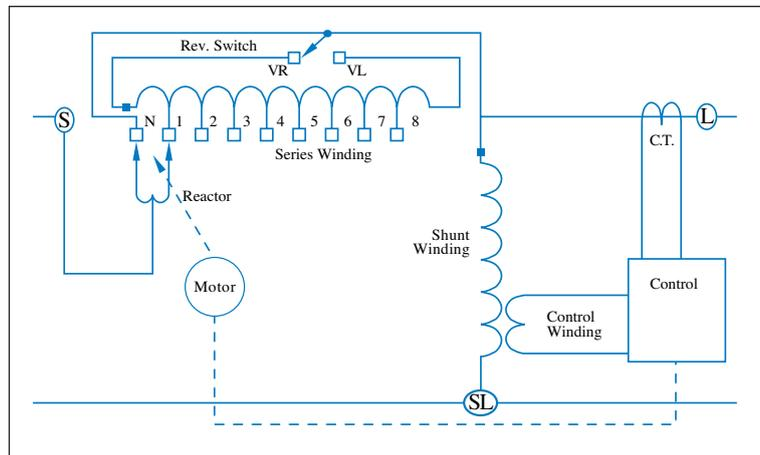 Rev. Switch
VR
VL
S
N 1 2 3 4 5 6 7 8
Series Winding
C.T.
L
Reactor
Motor
Shunt
Winding
Control
Winding
Control
SL